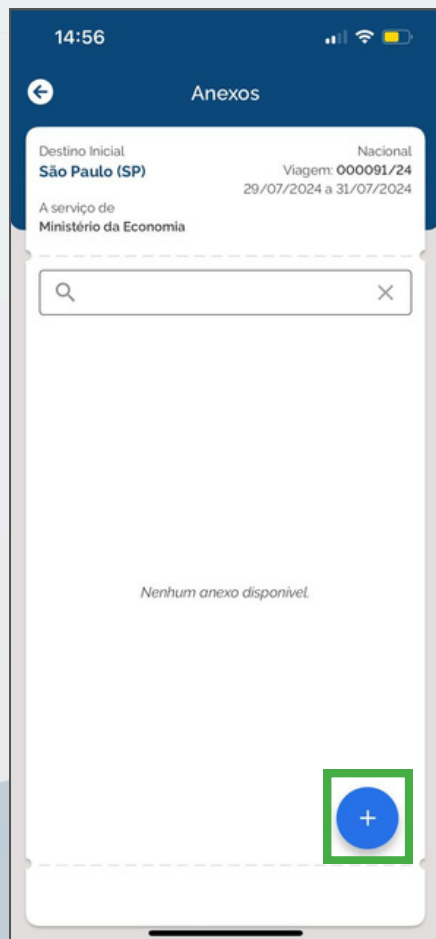 14:56
Anexos
Destino Inicial
Nacional
São Paulo (SP)
Viagem: 000091/24
29/07/2024 a 31/07/2024
A serviço de
Ministério da Economia
Nenhum anexo disponivel.
+